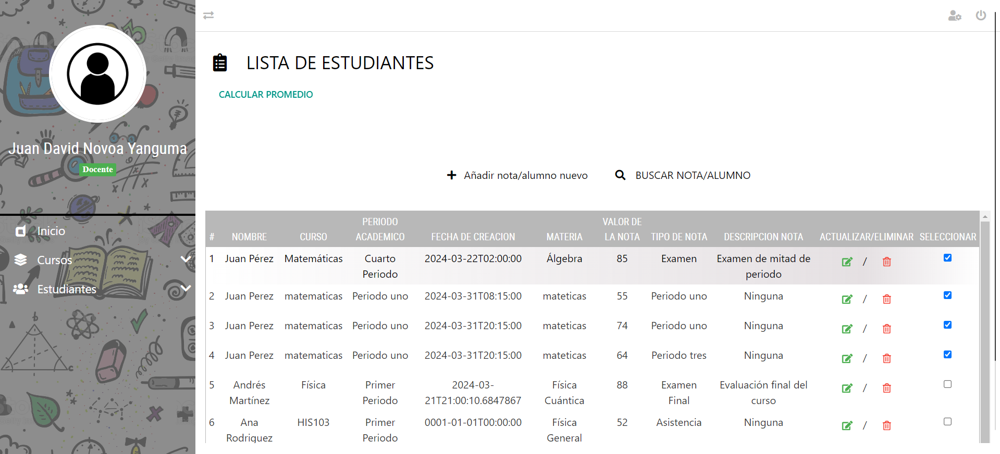 Juan David Novoa Yanguma
Docente
Inicio
Cursos
Estudiantes
LISTA DE ESTUDIANTES
CALCULAR PROMEDIO
Añadir nota/alumno nuevo BUSCAR NOTA/ALUMNO
# NOMBRE CURSO PERIODO ACADEMICO FECHA DE CREACION MATERIA VALOR DE LA NOTA TIPO DE NOTA DESCRIPCION NOTA ACTUALIZAR/ELIMINAR SELECCIONAR
1 Juan Pérez Matemáticas Cuarto Periodo 2024-03-22T02:00:00 Álgebra 85 Examen Examen de mitad de periodo /
2 Juan Perez matematicas Periodo uno 2024-03-31T08:15:00 mateticas 55 Periodo uno Ninguna /
3 Juan Perez matematicas Periodo uno 2024-03-31T20:15:00 mateticas 74 Periodo uno Ninguna /
4 Juan Perez matematicas Periodo uno 2024-03-31T20:15:00 mateticas 64 Periodo tres Ninguna /
5 Andrés Martínez Física Primer Periodo 2024-03-21T21:00:10.6847867 Física Cuántica 88 Examen Final Evaluación final del curso /
6 Ana Rodriquez HIS103 Primer Periodo 0001-01-01T00:00:00 Física General 52 Asistencia Ninguna /